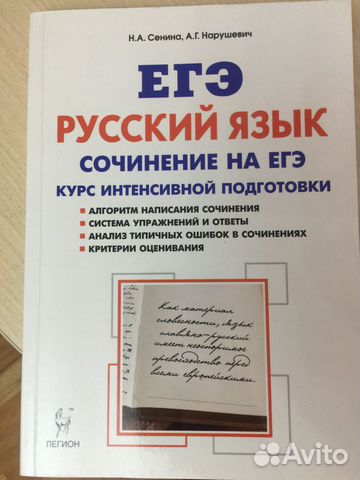 Н.А. Сенина, А.Г. Нарушевич
ЕГЭ
РУССКИЙ ЯЗЫК
СОЧИНЕНИЕ НА ЕГЭ
КУРС ИНТЕНСИВНОЙ ПОДГОТОВКИ
АЛГОРИТМ НАПИСАНИЯ СОЧИНЕНИЯ
СИСТЕМА УПРАЖНЕНИЙ И ОТВЕТЫ
АНАЛИЗ ТИПИЧНЫХ ОШИБОК В СОЧИНЕНИЯХ
КРИТЕРИИ ОЦЕНИВАНИЯ
Как материал
словесности, язык
славяно-русский
имеет неоспоримое
превосходство пред
всеми европейскими.
ЛЕГИОН
Avito